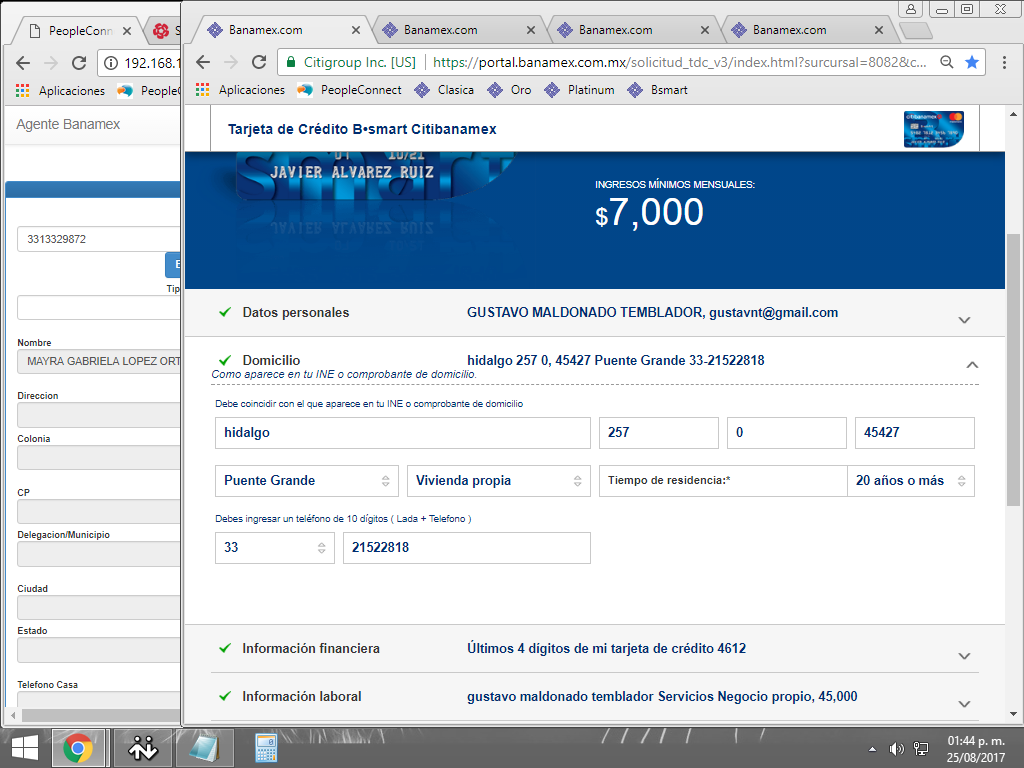 PeopleConn
S
192.168.1
Aplicaciones
PeopleC
Agente Banamex
3313329872
E
Tip
Nombre
MAYRA GABRIELA LOPEZ ORT
Direccion
Colonia
CP
Delegacion/Municipio
Ciudad
Estado
Telefono Casa
Banamex.com
Banamex.com
Banamex.com
Banamex.com
Citigroup Inc. [US]
https://portal.banamex.com.mx/solicitud_tdc_v3/index.html?sursucal=8082&c...
Aplicaciones
PeopleConnect
Clasica
Oro
Platinum
Bsmart
Tarjeta de Crédito B•smart Citibanamex
citibanamex
smart
04 10/21
JAVIER ALVAREZ RUIZ
INGRESOS MÍNIMOS MENSUALES:
$7,000
Datos personales
GUSTAVO MALDONADO TEMBLADOR, gustavnt@gmail.com
Domicilio
hidalgo 257 0, 45427 Puente Grande 33-21522818
Como aparece en tu INE o comprobante de domicilio.
Debe coincidir con el que aparece en tu INE o comprobante de domicilio
hidalgo
257
0
45427
Puente Grande
Vivienda propia
Tiempo de residencia:*
20 años o más
Debes ingresar un teléfono de 10 dígitos ( Lada + Telefono )
33
21522818
Información financiera
Últimos 4 dígitos de mi tarjeta de crédito 4612
Información laboral
gustavo maldonado temblador Servicios Negocio propio, 45,000
01:44 p. m.
25/08/2017